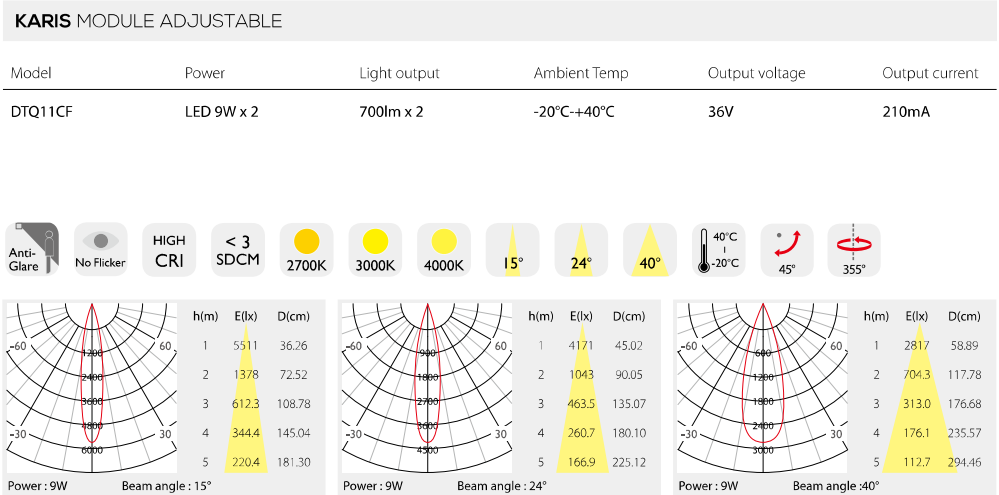 KARIS MODULE ADJUSTABLE
Model Power Light output Ambient Temp Output voltage Output current
DTQ11CF LED 9W x 2 700lm x 2 -20°C-+40°C 36V 210mA
Anti-
Glare
No Flicker
HIGH
CRI
< 3
SDCM
2700K
3000K
4000K
15°
24°
40°
40°C
-20°C
45°
355°
h(m) E(lx) D(cm)
1 5511 36.26
2 1378 72.52
3 612.3 108.78
4 344.4 145.04
5 220.4 181.30
-60 60
1200
2400
3600
-30 30
4800
6000
Power : 9W Beam angle : 15°
h(m) E(lx) D(cm)
1 4171 45.02
2 1043 90.05
3 463.5 135.07
4 260.7 180.10
5 166.9 225.12
-60 60
900
1800
2700
-30 30
3600
4500
Power : 9W Beam angle : 24°
h(m) E(lx) D(cm)
1 2817 58.89
2 704.3 117.78
3 313.0 176.68
4 176.1 235.57
5 112.7 294.46
-60 60
600
1200
1800
-30 30
2400
3000
Power : 9W Beam angle :40°